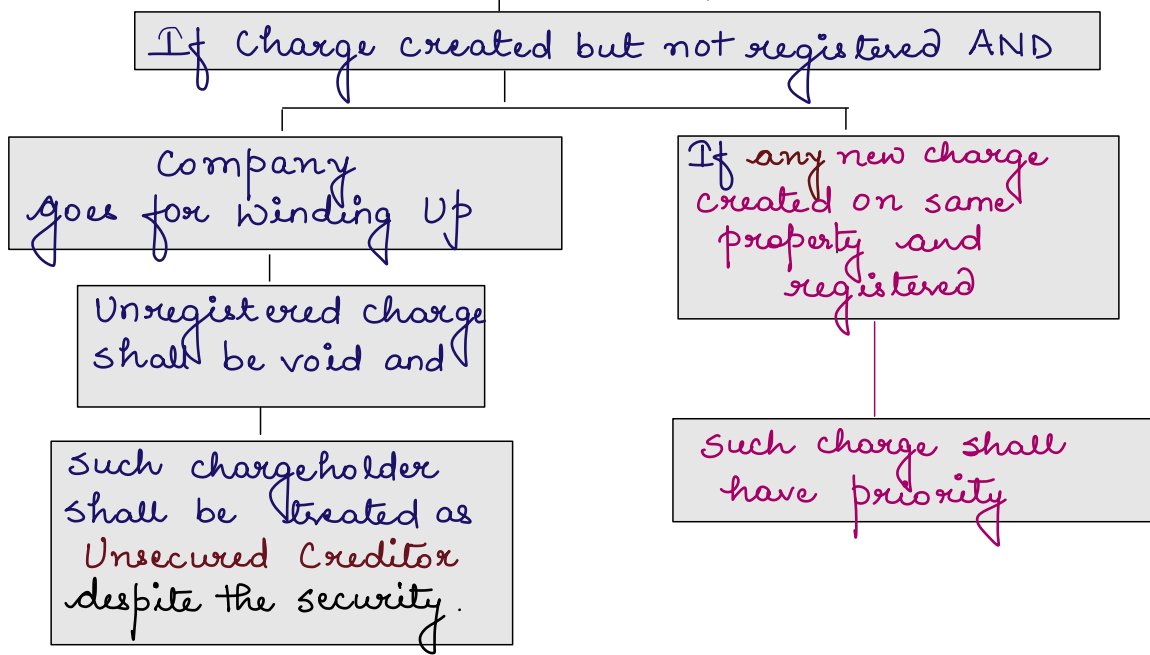 If Charge created but not registered AND
Company
goes for Winding Up
Unregistered charge
shall be void and
Such chargeholder
shall be treated as
Unsecured Creditor
despite the security.
If any new charge
created on same
property and
registered
Such charge shall
have priority